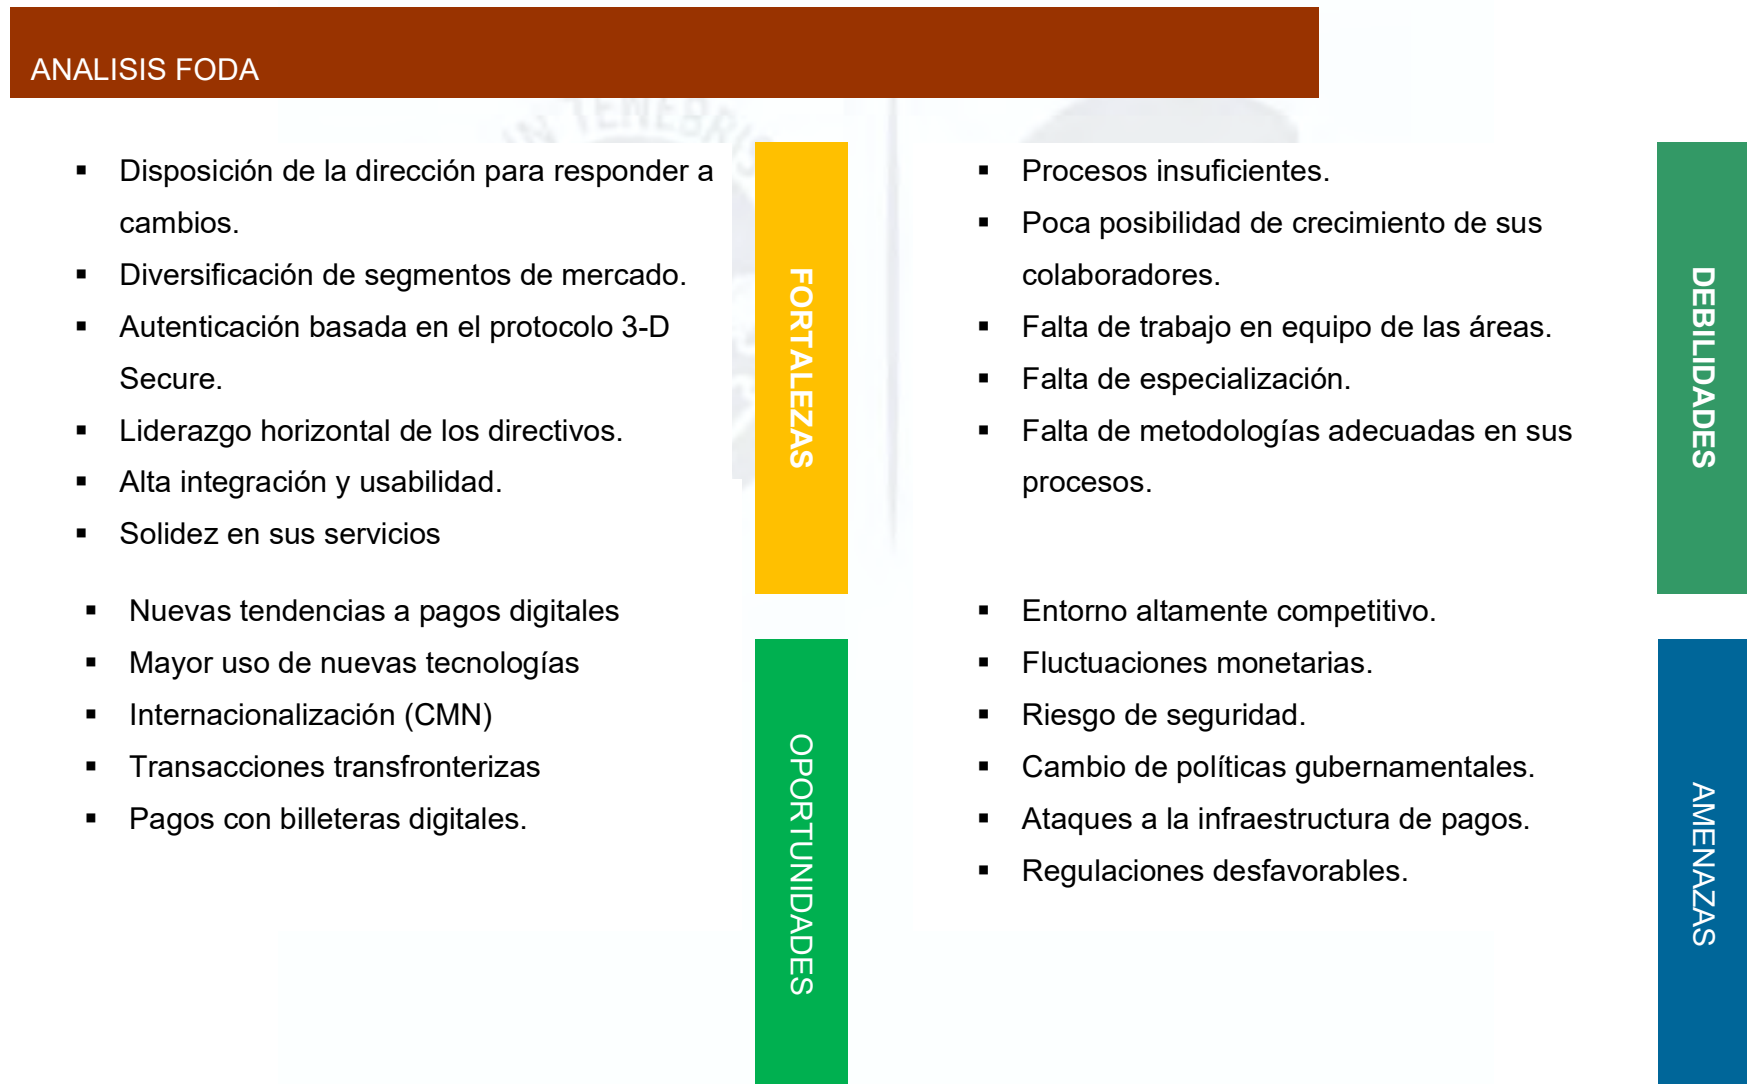 ANALISIS FODA
IN TENEBRIS
▪ Disposición de la dirección para responder a
cambios.
▪ Diversificación de segmentos de mercado.
▪ Autenticación basada en el protocolo 3-D
Secure.
▪ Liderazgo horizontal de los directivos.
▪ Alta integración y usabilidad.
▪ Solidez en sus servicios
FORTALEZAS
▪ Procesos insuficientes.
▪ Poca posibilidad de crecimiento de sus
colaboradores.
▪ Falta de trabajo en equipo de las áreas.
▪ Falta de especialización.
▪ Falta de metodologías adecuadas en sus
procesos.
DEBILIDADES
▪ Nuevas tendencias a pagos digitales
▪ Mayor uso de nuevas tecnologías
▪ Internacionalización (CMN)
▪ Transacciones transfronterizas
▪ Pagos con billeteras digitales.
OPORTUNIDADES
▪ Entorno altamente competitivo.
▪ Fluctuaciones monetarias.
▪ Riesgo de seguridad.
▪ Cambio de políticas gubernamentales.
▪ Ataques a la infraestructura de pagos.
▪ Regulaciones desfavorables.
AMENAZAS